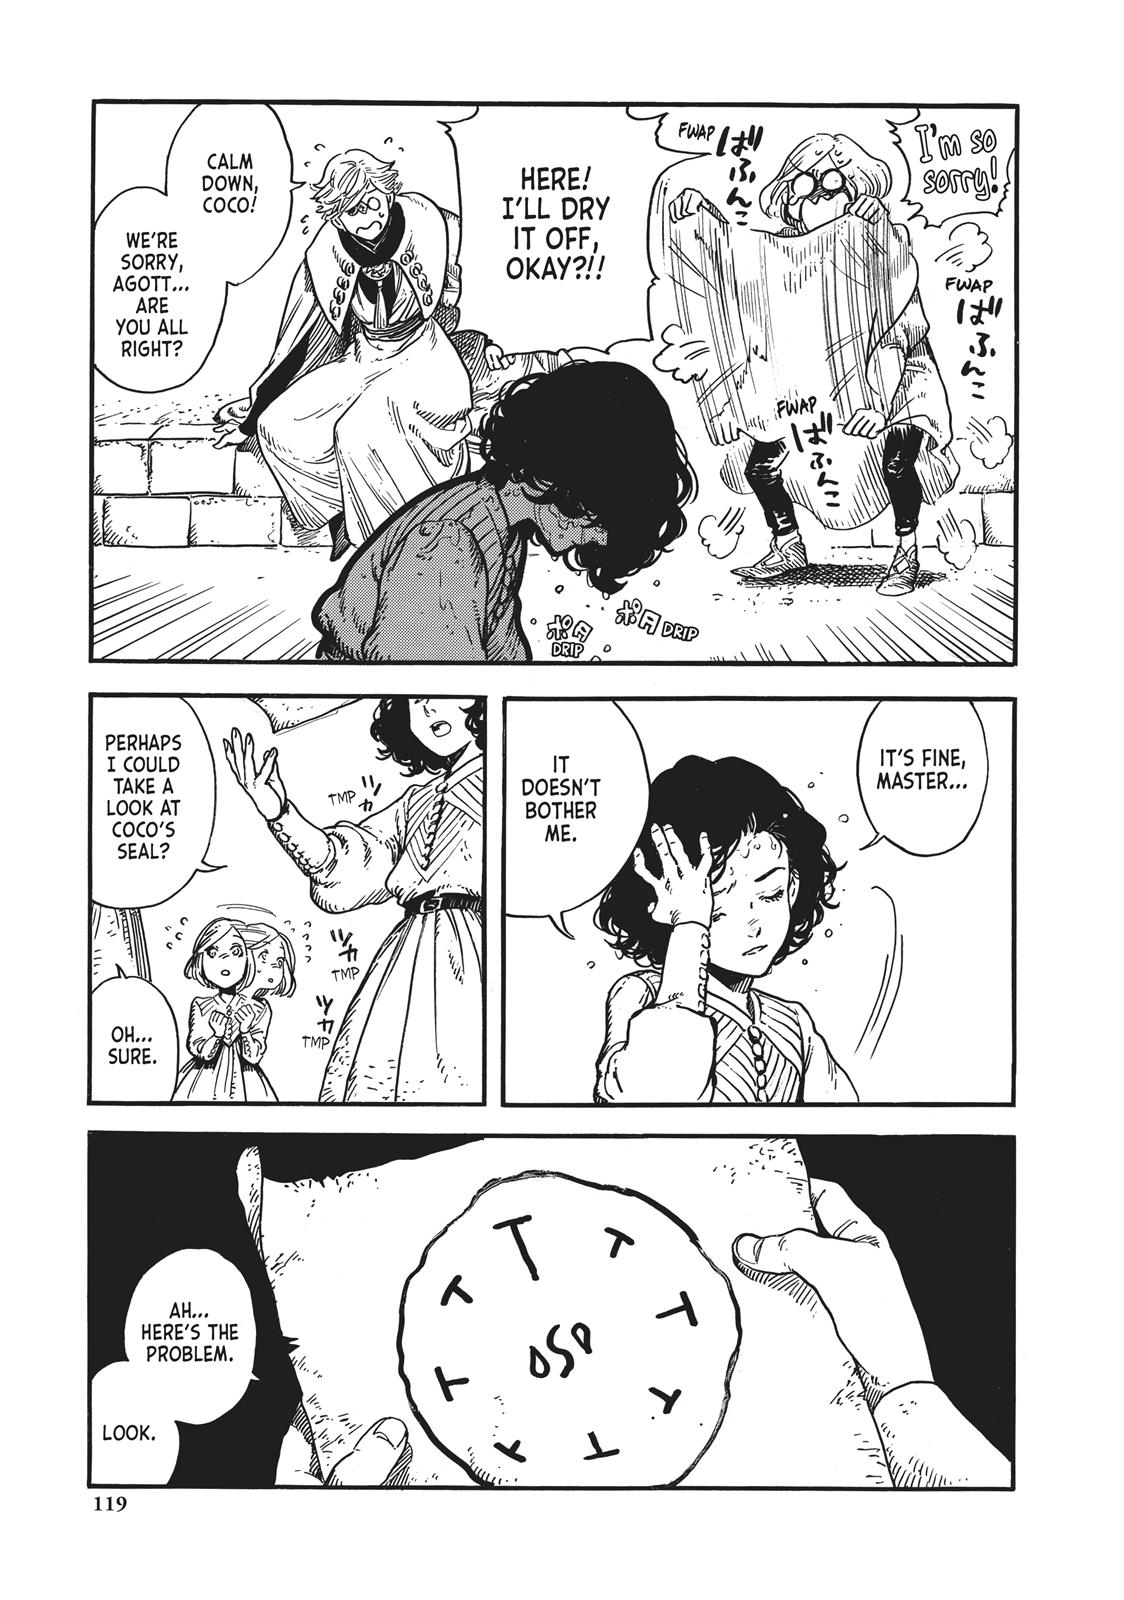 I'm so
sorry!
FWAP
ばふんこ
FWAP
ばふんこ
FWAP
ばふんこ
HERE!
I'LL DRY
IT OFF,
OKAY?!!
CALM
DOWN,
COCO!
WE'RE
SORRY,
AGOTT...
ARE
YOU ALL
RIGHT?
ポタ
DRIP
ポタ
DRIP
IT'S FINE,
MASTER...
IT
DOESN'T
BOTHER
ME.
PERHAPS
I COULD
TAKE A
LOOK AT
COCO'S
SEAL?
ツカ
TMP
ツカ
TMP
ツカ
TMP
OH...
SURE.
AH...
HERE'S THE
PROBLEM.
LOOK.
119